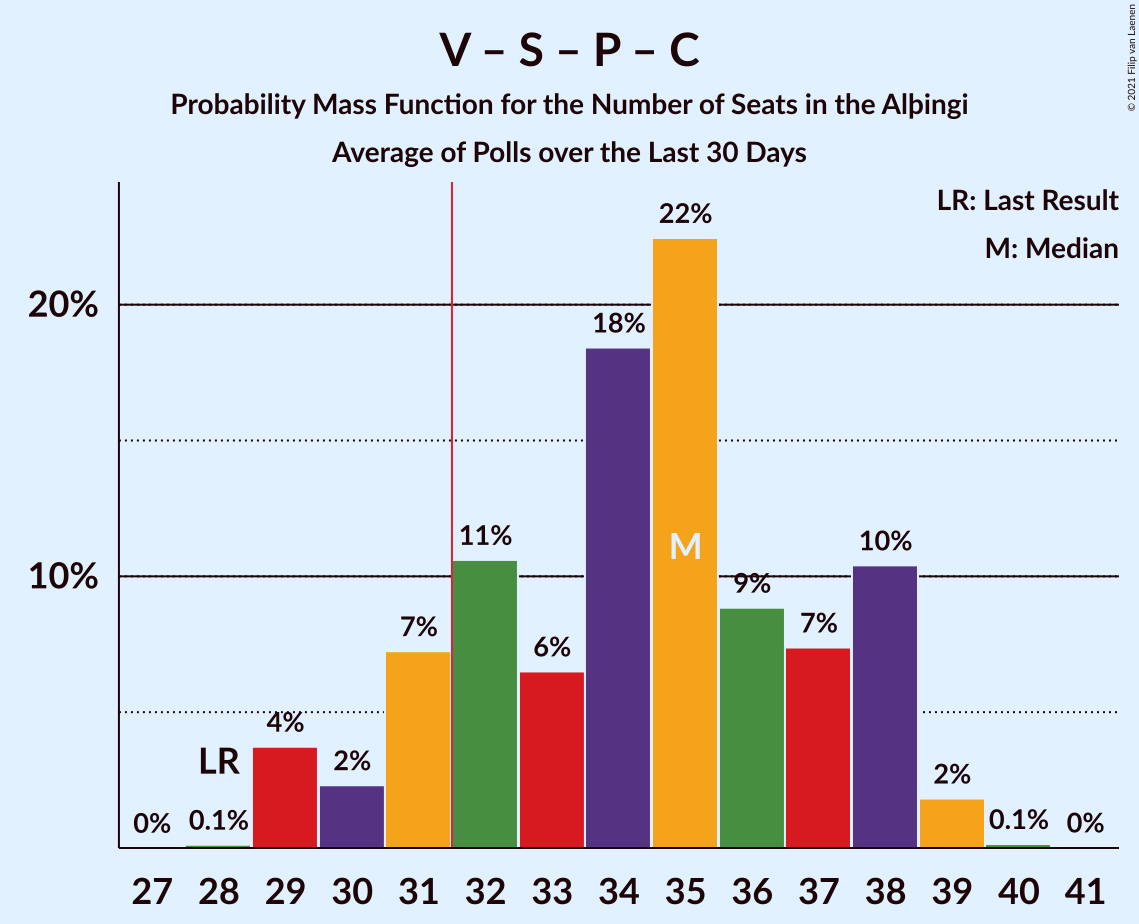 V – S – P – C
Probability Mass Function for the Number of Seats in the Alþingi
Average of Polls over the Last 30 Days
© 2021 Filip van Laenen
LR: Last Result
M: Median
20%
10%
0%
0.1%
LR
4%
2%
7%
11%
6%
18%
22%
M
9%
7%
10%
2%
0.1%
0%
27 28 29 30 31 32 33 34 35 36 37 38 39 40 41